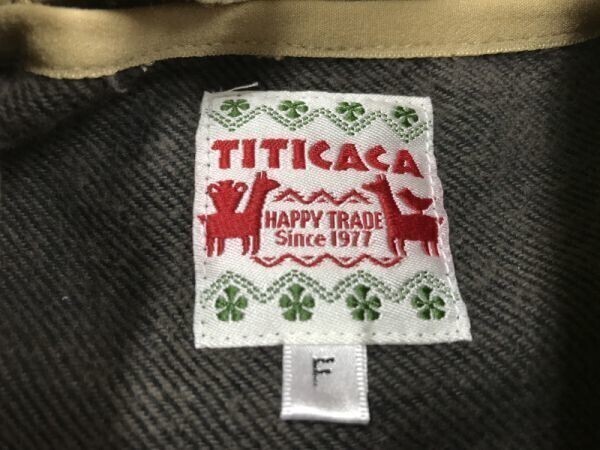 TITICACA
HAPPY TRADE
Since 1977
F